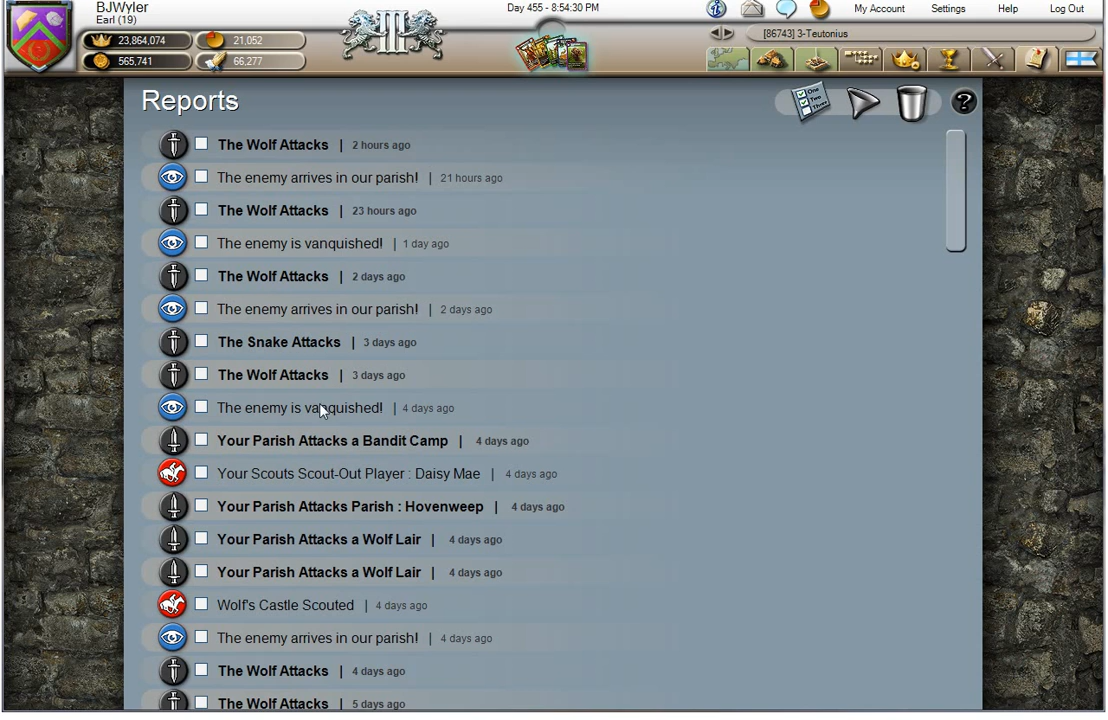 BJWyler
Earl (19)
23,864,074
21,052
565,741
66,277
III
Day 455 - 8:54:30 PM
My Account
Settings
Help
Log Out
[86743] 3-Teutonius
Reports
One
Two
Three
?
The Wolf Attacks | 2 hours ago
The enemy arrives in our parish! | 21 hours ago
The Wolf Attacks | 23 hours ago
The enemy is vanquished! | 1 day ago
The Wolf Attacks | 2 days ago
The enemy arrives in our parish! | 2 days ago
The Snake Attacks | 3 days ago
The Wolf Attacks | 3 days ago
The enemy is vanquished! | 4 days ago
Your Parish Attacks a Bandit Camp | 4 days ago
Your Scouts Scout-Out Player : Daisy Mae | 4 days ago
Your Parish Attacks Parish : Hovenweep | 4 days ago
Your Parish Attacks a Wolf Lair | 4 days ago
Your Parish Attacks a Wolf Lair | 4 days ago
Wolf's Castle Scouted | 4 days ago
The enemy arrives in our parish! | 4 days ago
The Wolf Attacks | 4 days ago
The Wolf Attacks | 5 days ago